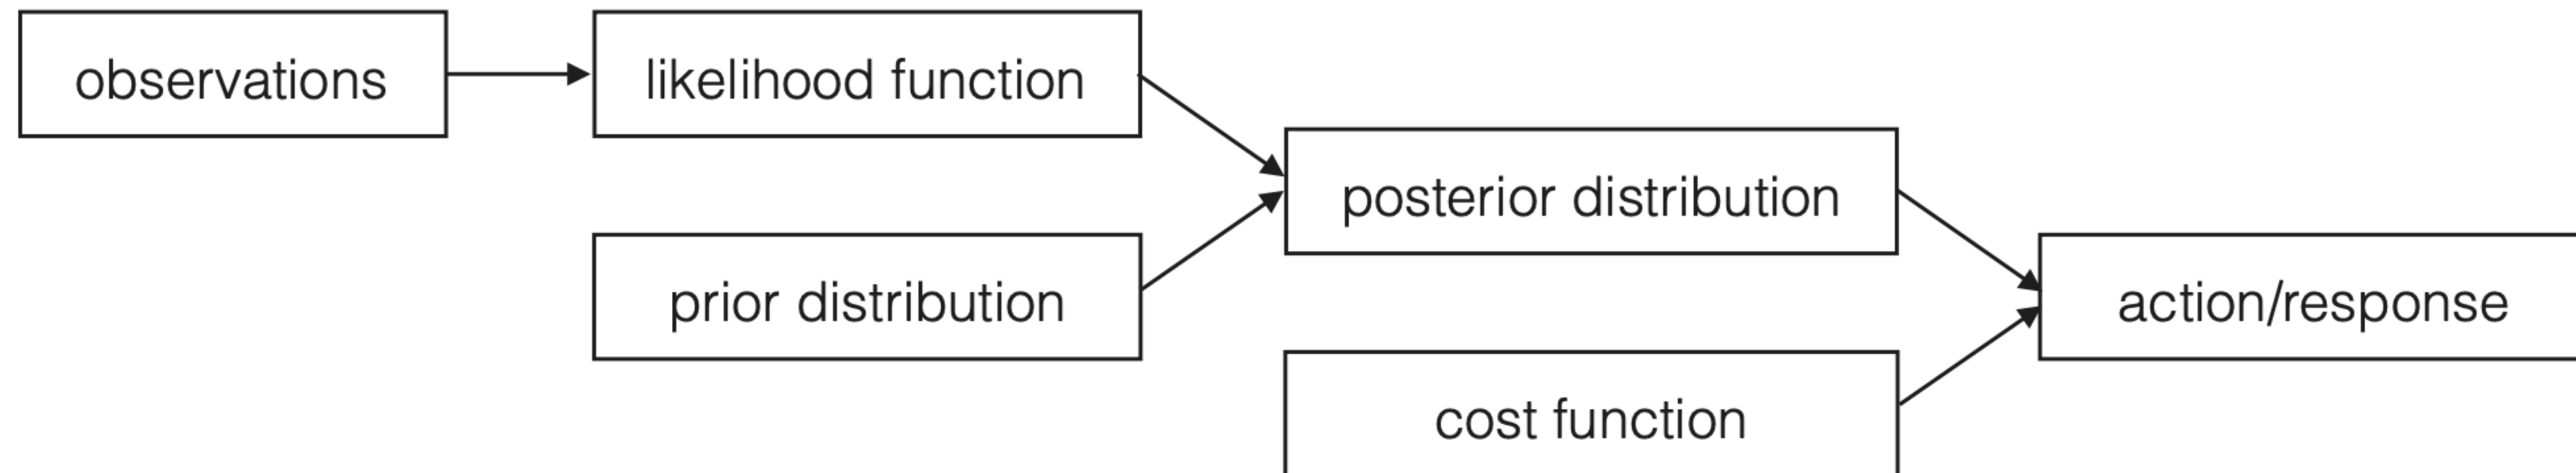 observations
likelihood function
posterior distribution
prior distribution
action/response
cost function